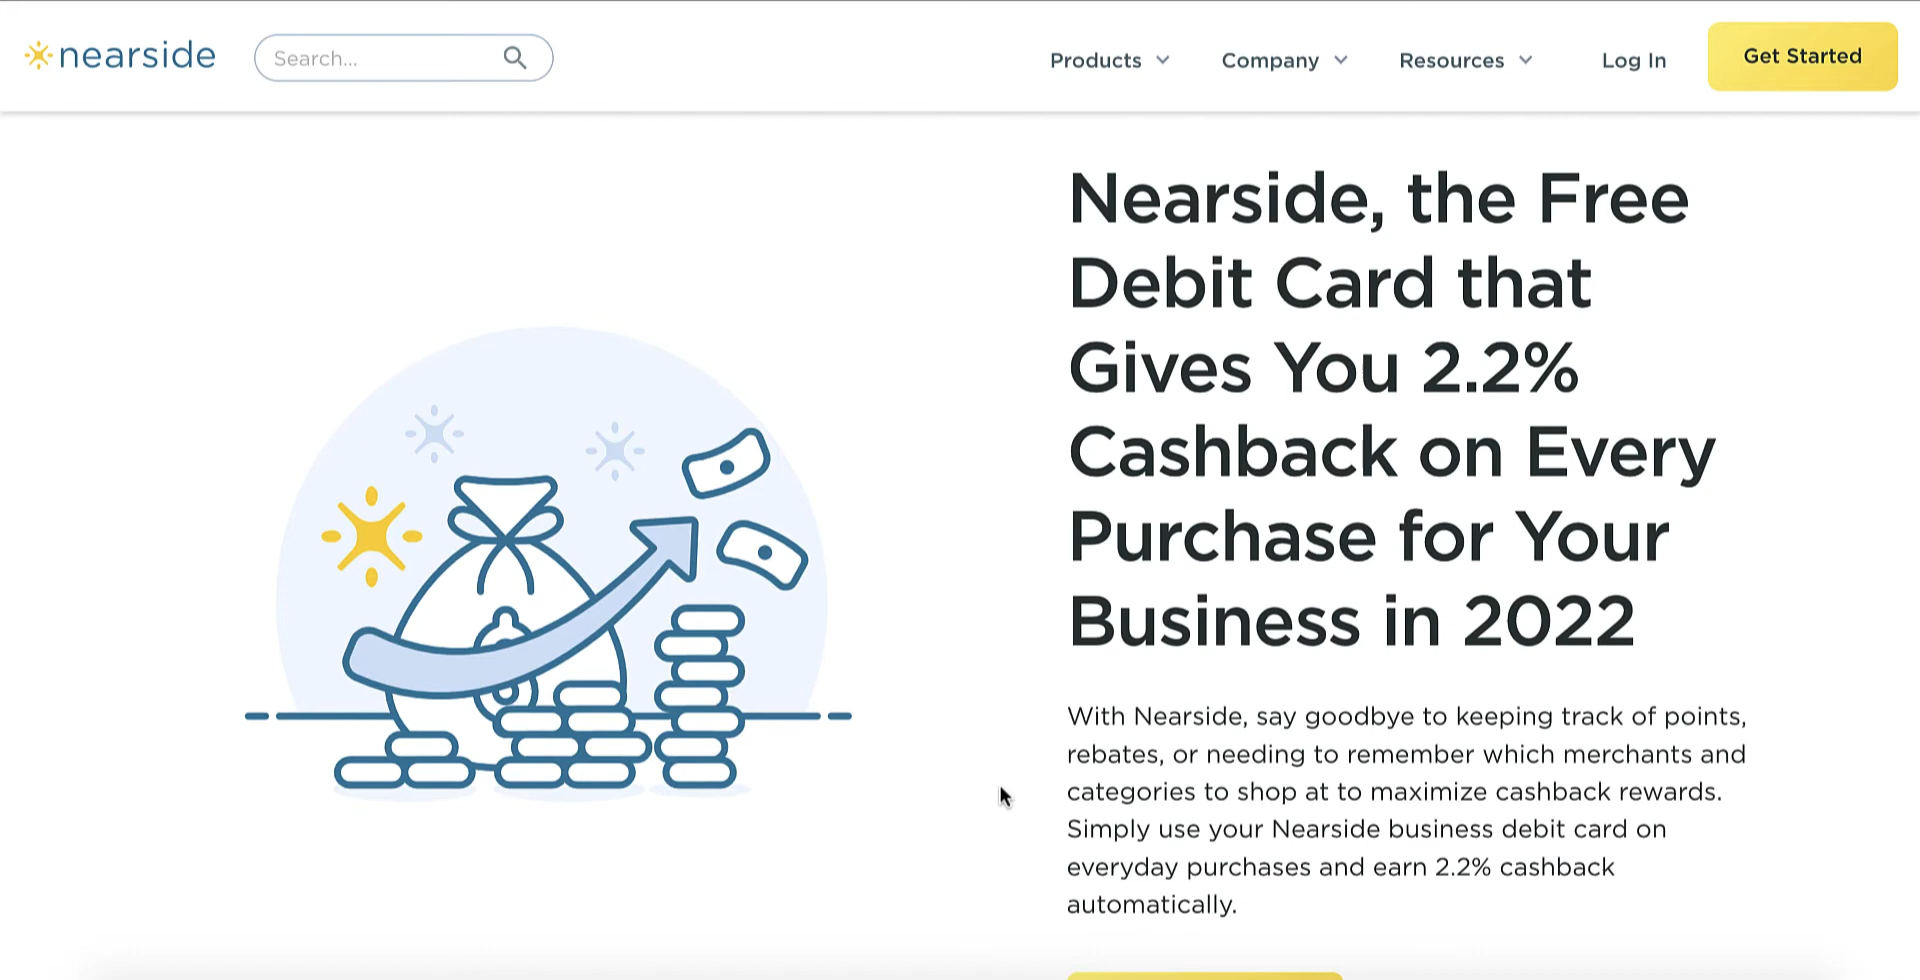 nearside
Search...
Products
Company
Resources
Log In
Get Started
Nearside, the Free
Debit Card that
Gives You 2.2%
Cashback on Every
Purchase for Your
Business in 2022
With Nearside, say goodbye to keeping track of points,
rebates, or needing to remember which merchants and
categories to shop at to maximize cashback rewards.
Simply use your Nearside business debit card on
everyday purchases and earn 2.2% cashback
automatically.